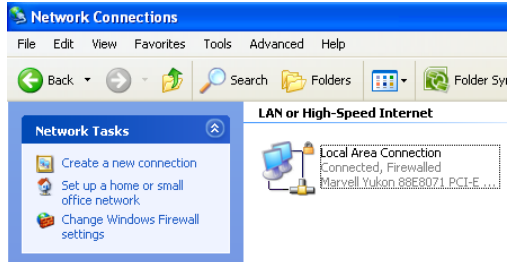 Network Connections
File Edit View Favorites Tools Advanced Help
Back Search Folders Folder Sy
LAN or High-Speed Internet
Network Tasks
Create a new connection
Set up a home or small
office network
Change Windows Firewall
settings
Local Area Connection
Connected, Firewalled
Marvell Yukon 88E8071 PCI-E ...